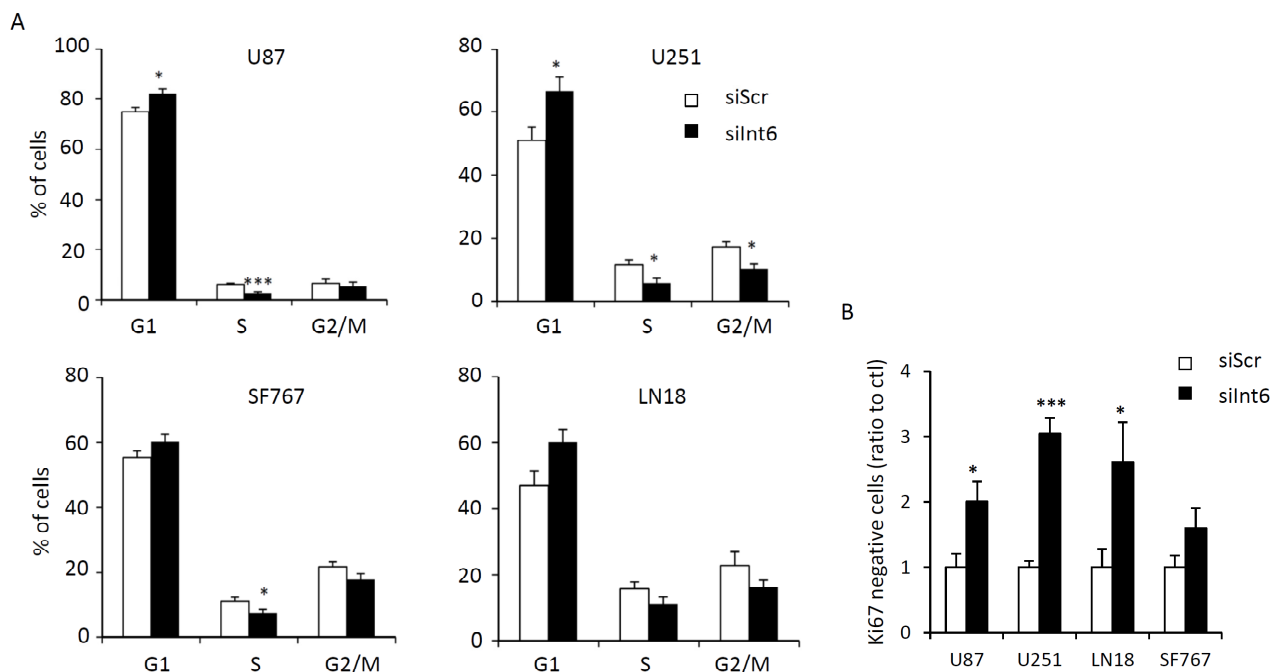 A
U87
100
80
60
40
20
0
% of cells
*
***
G1 S G2/M
U251
80
60
40
20
0
*
*
*
siScr
siInt6
G1 S G2/M
SF767
80
60
40
20
0
% of cells
*
G1 S G2/M
LN18
80
60
40
20
0
G1 S G2/M
B
siScr
siInt6
4
3
2
1
0
Ki67 negative cells (ratio to ctl)
*
***
*
U87 U251 LN18 SF767